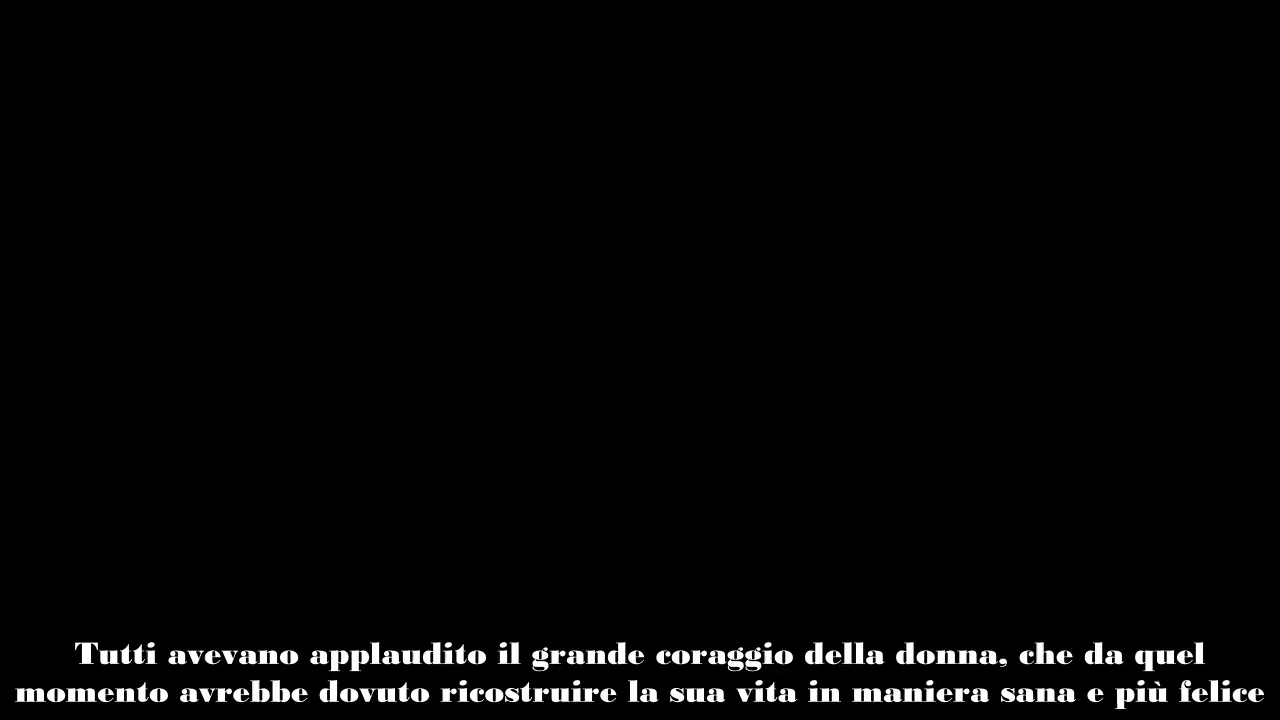 Tutti avevano applaudito il grande coraggio della donna, che da quel
momento avrebbe dovuto ricostruire la sua vita in maniera sana e più felice